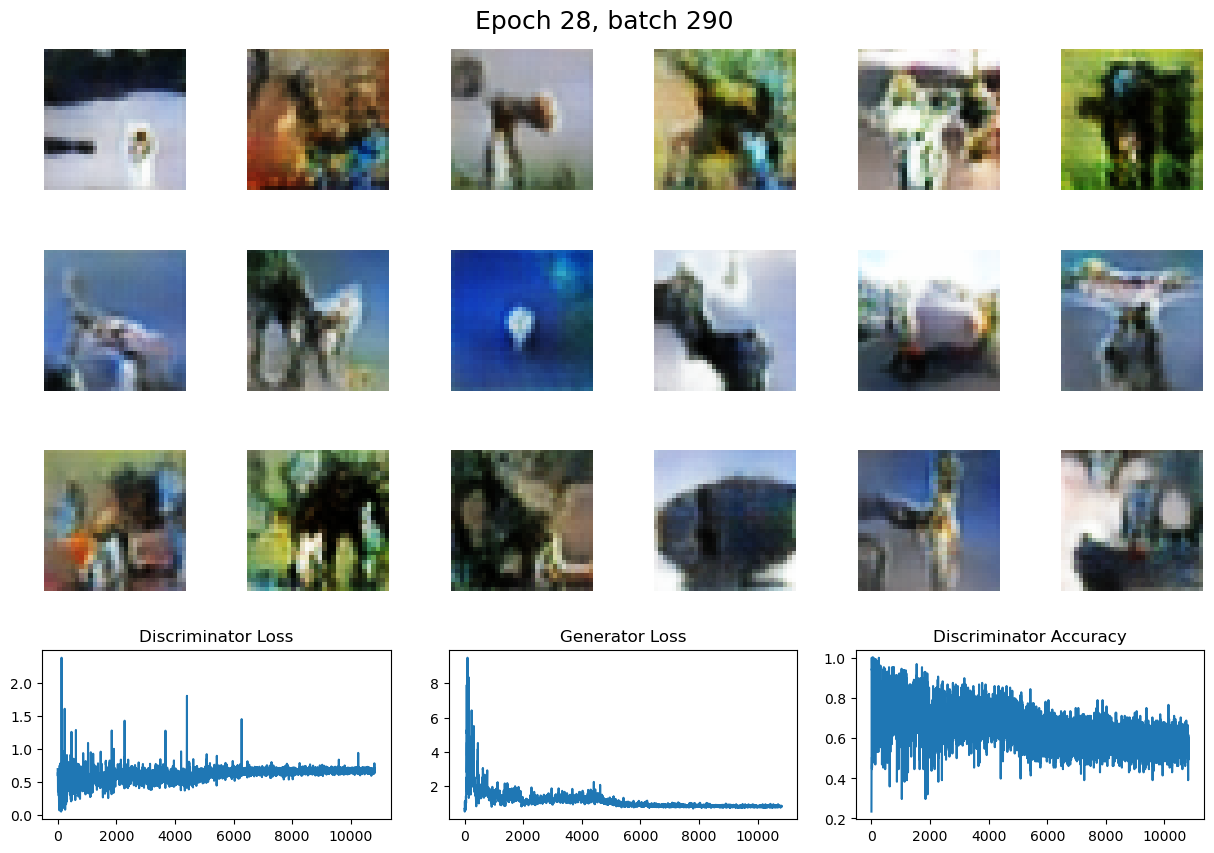 Epoch 28, batch 290
Discriminator Loss
Generator Loss
Discriminator Accuracy
2.0
1.5
1.0
0.5
0.0
0 2000 4000 6000 8000 10000
8
6
4
2
0 2000 4000 6000 8000 10000
1.0
0.8
0.6
0.4
0.2
0 2000 4000 6000 8000 10000